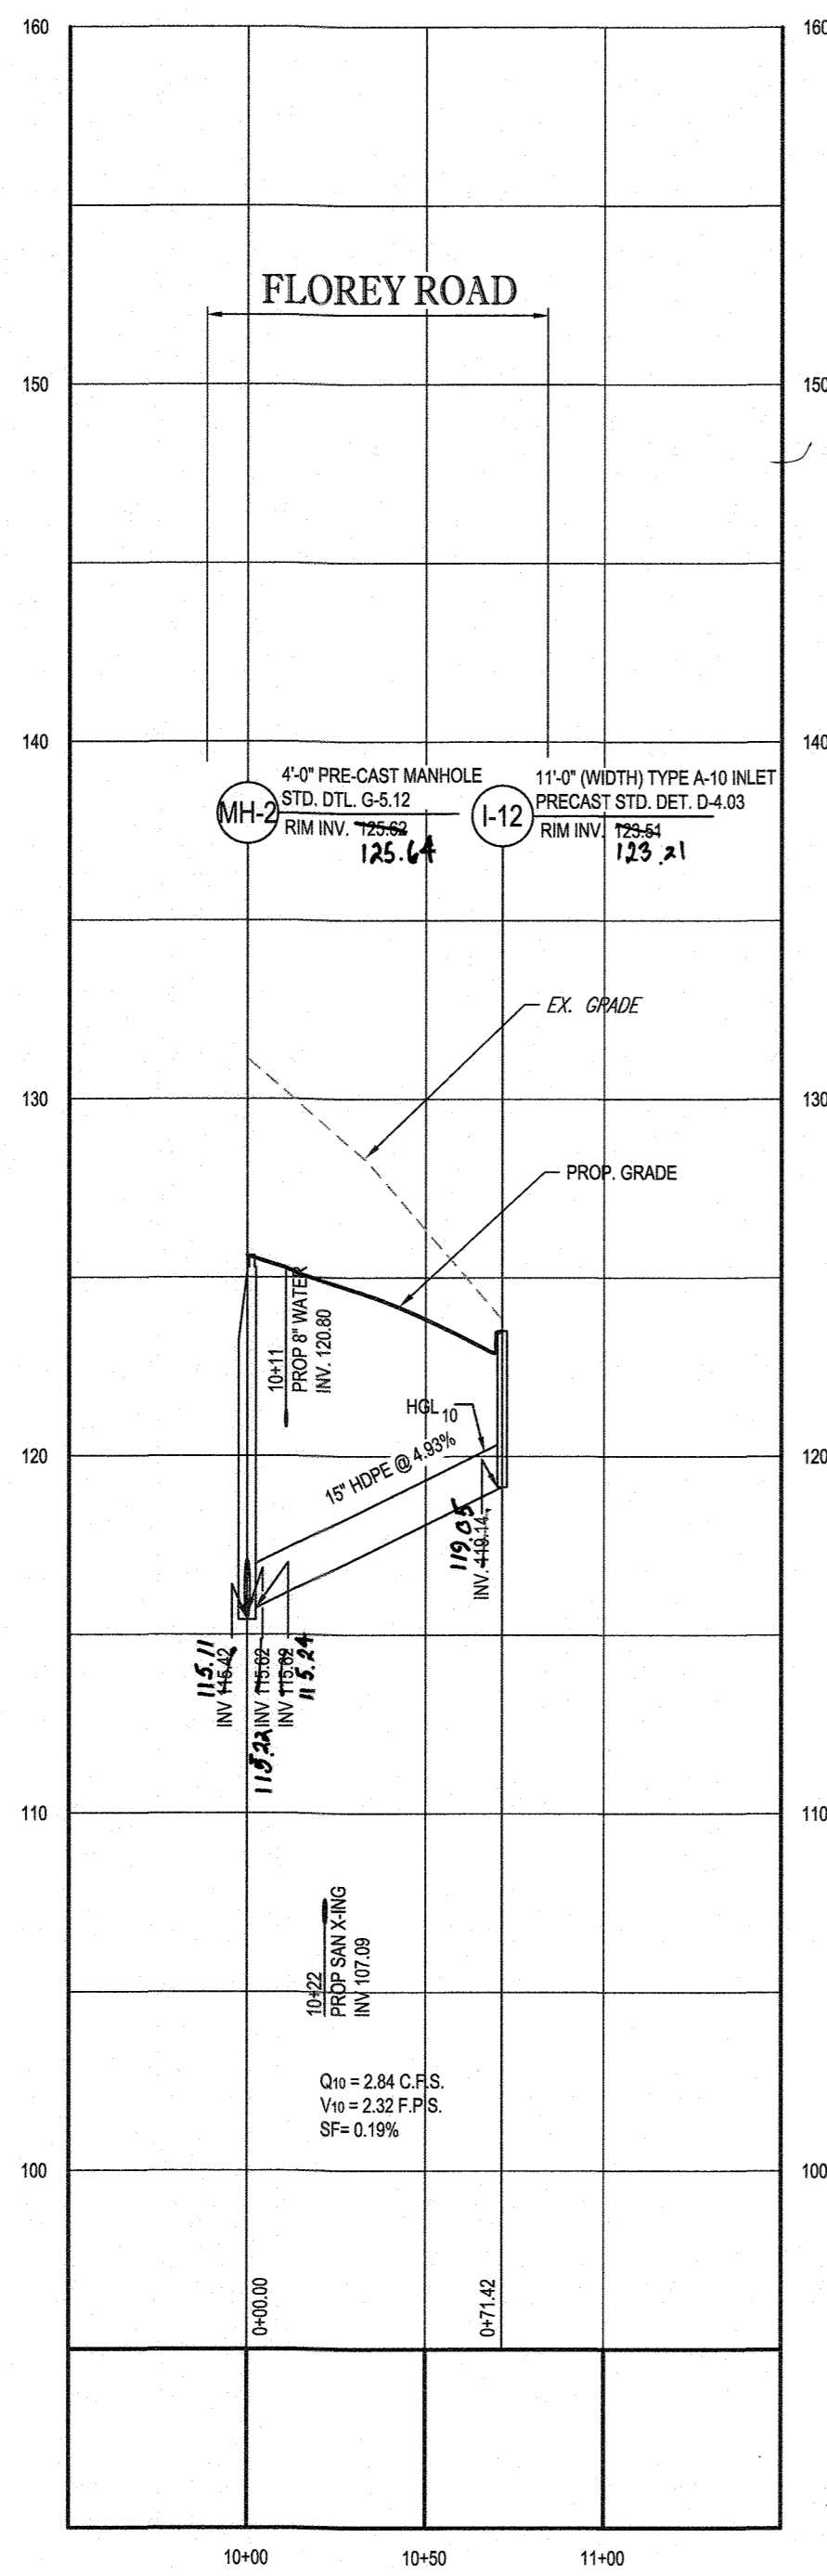 160 160
FLOREY ROAD
150 150
140 140
4'-0" PRE-CAST MANHOLE
STD. DTL. G-5.12
MH-2
RIM INV. 125.62
125.64
11'-0" (WIDTH) TYPE A-10 INLET
PRECAST STD. DET. D-4.03
I-12
RIM INV. 123.51
123.21
EX. GRADE
130 130
PROP. GRADE
10+11
PROP 8" WATER
INV. 120.80
HGL10
15" HDPE @ 4.93%
120 120
119.05
INV. 119.14
115.11
INV 115.42
INV 115.62
115.22
INV 115.62
115.24
110 110
10+22
PROP SAN X-ING
INV 107.09
Q10 = 2.84 C.F.S.
V10 = 2.32 F.P.S.
SF= 0.19%
100 100
0+00.00
0+71.42
10+00 10+50 11+00